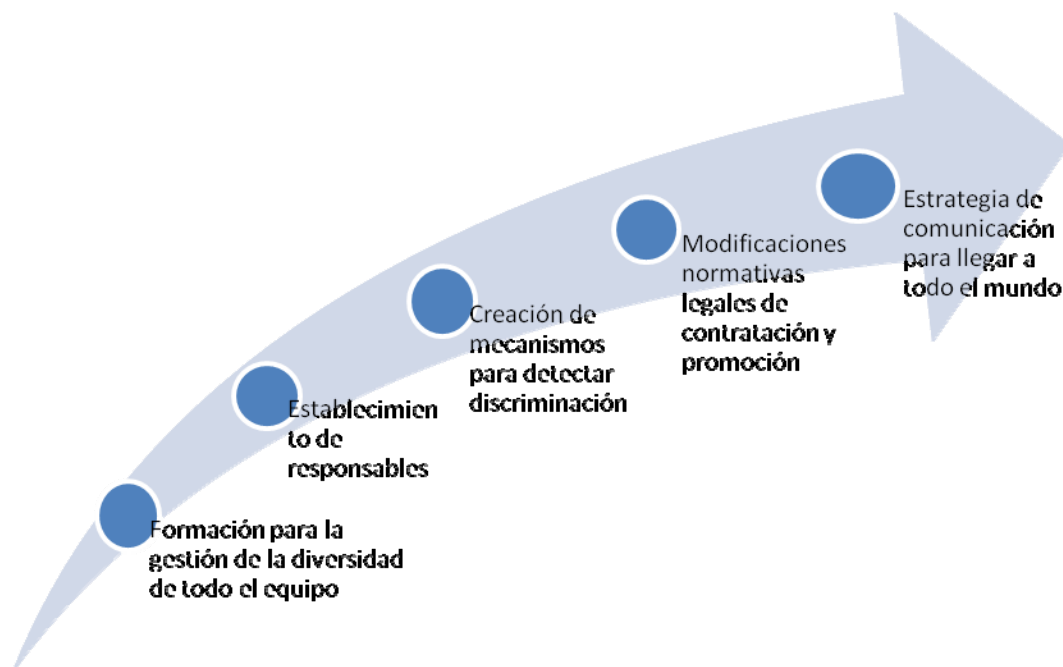 Formación para la
gestión de la diversidad
de todo el equipo
Establecimien
to de
responsables
Creación de
mecanismos
para detectar
discriminación
Modificaciones
normativas
legales de
contratación y
promoción
Estrategia de
comunicación
para llegar a
todo el mundo